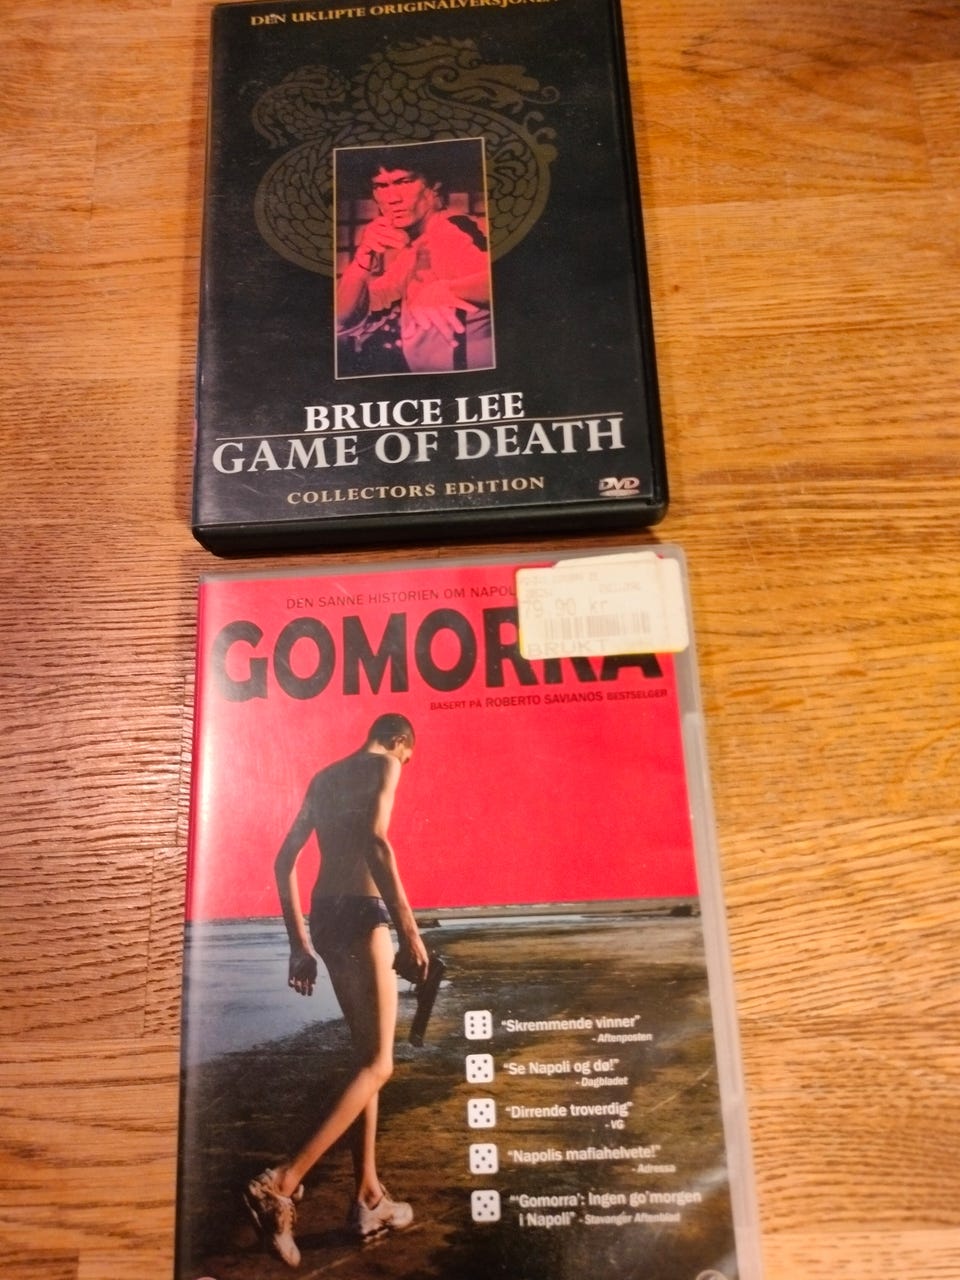 DEN UKLIPTE ORIGINALVERSJONEN
BRUCE LEE
GAME OF DEATH
COLLECTORS EDITION
DVD
DEN SANNE HISTORIEN OM
79,90 kr
BRUKT
GOMORRA
BASERT PÅ ROBERTO SAVIANOS BESTSELGER
"Skremmende vinner"
- Aftenposten
"Se Napoli og dø!"
- Dagbladet
"Dirrende troverdig"
- VG
"Napolis mafiahelvete!"
- Adressa
"'Gomorra': Ingen go'morgen
i Napoli" - Stavanger Aftenblad